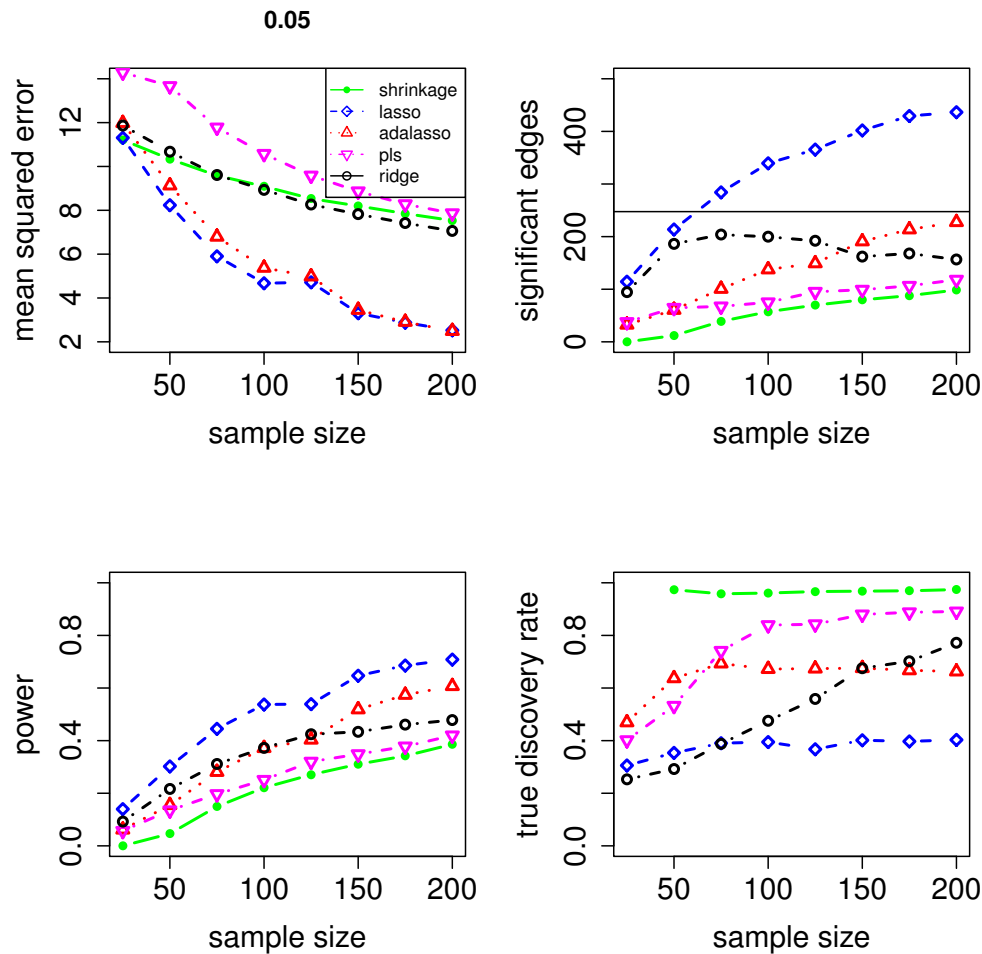 0.05
mean squared error
2 4 6 8 12
50 100 150 200
sample size
shrinkage
lasso
adalasso
pls
ridge
significant edges
0 200 400
50 100 150 200
sample size
power
0.0 0.4 0.8
50 100 150 200
sample size
true discovery rate
0.0 0.4 0.8
50 100 150 200
sample size